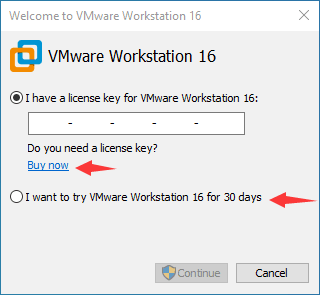 Welcome to VMware Workstation 16
VMware Workstation 16
I have a license key for VMware Workstation 16:
- - - -
Do you need a license key?
Buy now
I want to try VMware Workstation 16 for 30 days
Continue Cancel